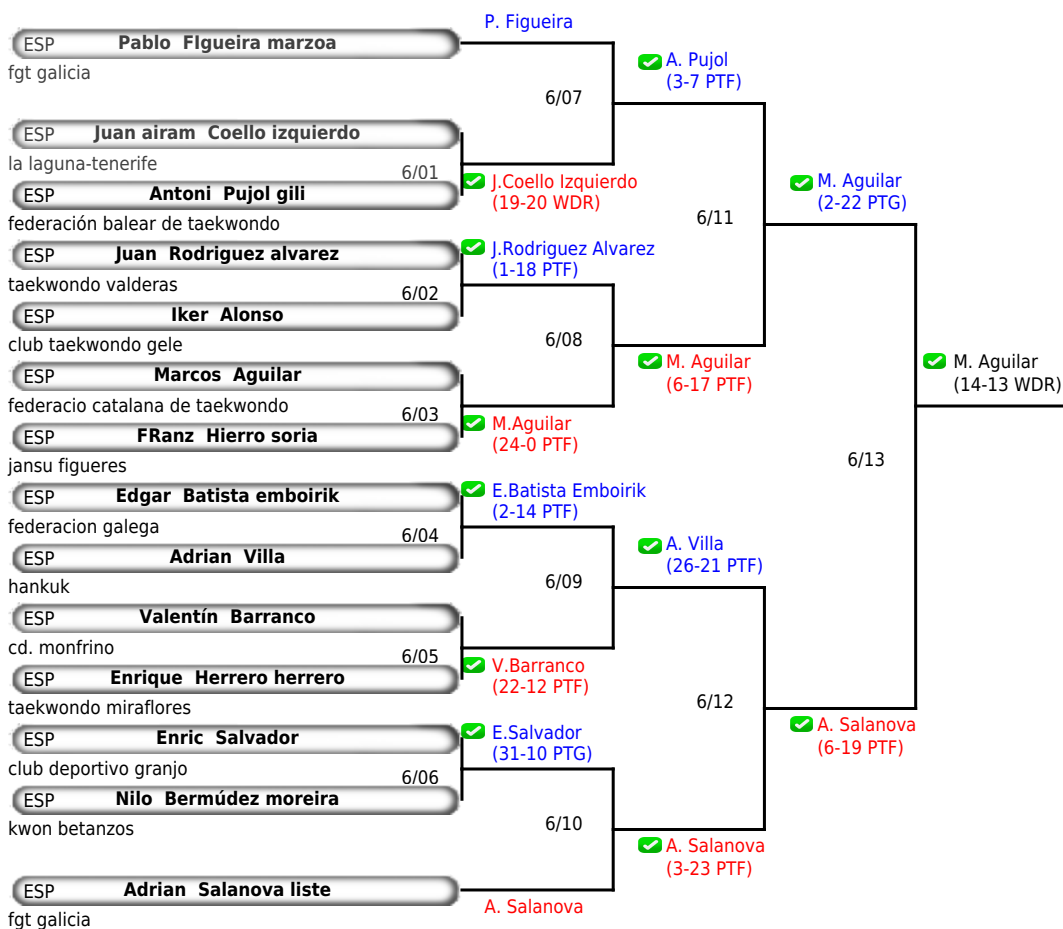 P. Figueira
ESP Pablo FIgueira marzoa
fgt galicia
A. Pujol
(3-7 PTF)
6/07
ESP Juan airam Coello izquierdo
la laguna-tenerife
6/01
J.Coello Izquierdo
(19-20 WDR)
ESP Antoni Pujol gili
federación balear de taekwondo
M. Aguilar
(2-22 PTG)
6/11
ESP Juan Rodriguez alvarez
J.Rodriguez Alvarez
(1-18 PTF)
taekwondo valderas
6/02
ESP Iker Alonso
club taekwondo gele
6/08
M. Aguilar
(6-17 PTF)
M. Aguilar
(14-13 WDR)
ESP Marcos Aguilar
federacio catalana de taekwondo
6/03
M.Aguilar
(24-0 PTF)
ESP FRanz Hierro soria
jansu figueres
6/13
ESP Edgar Batista emboirik
E.Batista Emboirik
(2-14 PTF)
federacion galega
6/04
ESP Adrian Villa
hankuk
A. Villa
(26-21 PTF)
6/09
ESP Valentín Barranco
cd. monfrino
6/05
V.Barranco
(22-12 PTF)
ESP Enrique Herrero herrero
taekwondo miraflores
6/12
A. Salanova
(6-19 PTF)
ESP Enric Salvador
E.Salvador
(31-10 PTG)
club deportivo granjo
6/06
ESP Nilo Bermúdez moreira
kwon betanzos
6/10
A. Salanova
(3-23 PTF)
ESP Adrian Salanova liste
A. Salanova
fgt galicia